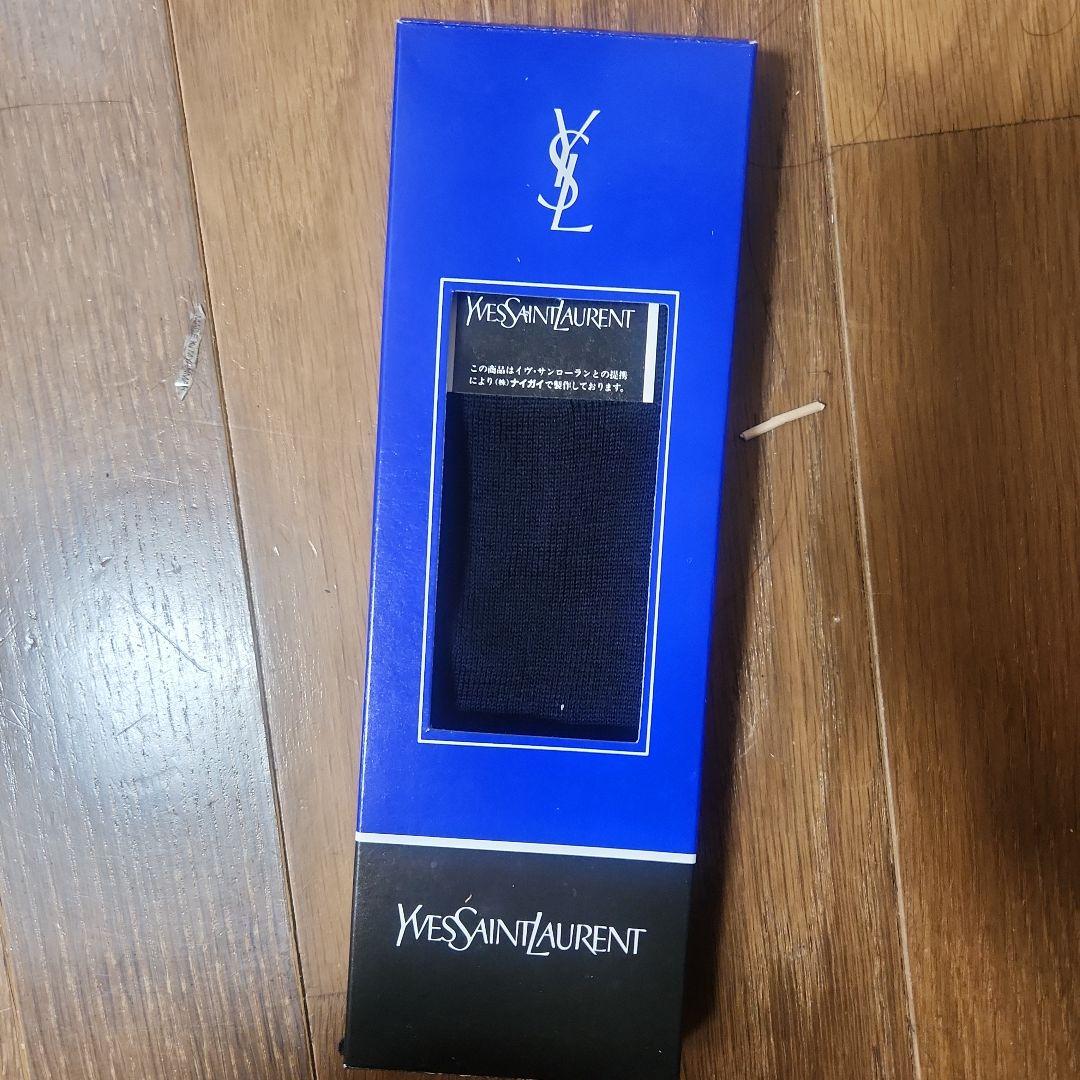 YSL
YVESSAINTLAURENT
この商品はイヴ・サンローランとの提携
により(株)ナイガイで製作しております。
YVESSAINTLAURENT